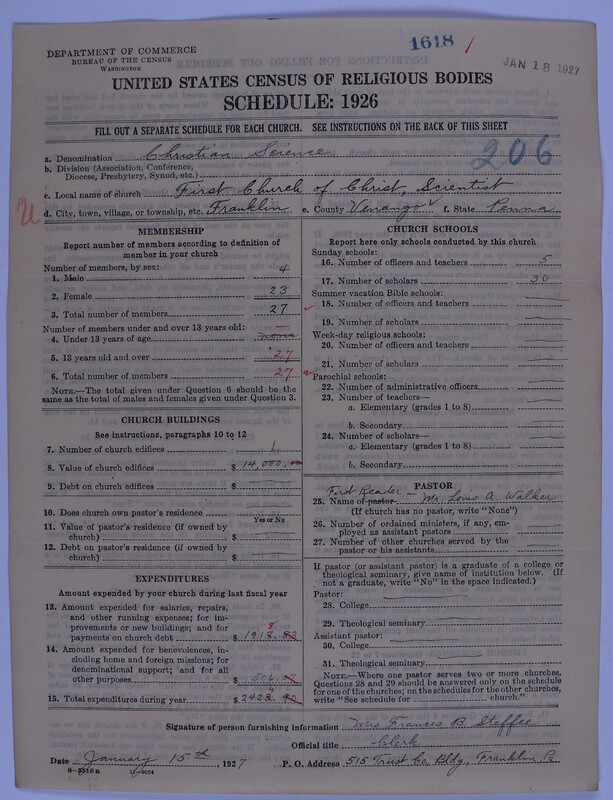 1618 /
JAN 18 1927
DEPARTMENT OF COMMERCE
BUREAU OF THE CENSUS
WASHINGTON
UNITED STATES CENSUS OF RELIGIOUS BODIES
SCHEDULE: 1926
FILL OUT A SEPARATE SCHEDULE FOR EACH CHURCH. SEE INSTRUCTIONS ON THE BACK OF THIS SHEET
206
a. Denomination Christian Science
b. Division (Association, Conference,
Diocese, Presbytery, Synod, etc.)
c. Local name of church First Church of Christ, Scientist
d. City, town, village, or township, etc. Franklin e. County Venango f. State Penna
MEMBERSHIP
Report number of members according to definition of
member in your church
Number of members, by sex:
1. Male 4
2. Female 23
3. Total number of members 27
Number of members under and over 13 years old:
4. Under 13 years of age none
5. 13 years old and over 27
6. Total number of members 27
NOTE.—The total given under Question 6 should be
the same as the total of males and females given under Question 3.
CHURCH BUILDINGS
See instructions, paragraphs 10 to 12
7. Number of church edifices
8. Value of church edifices $ 14,000.00
9. Debt on church edifices $
10. Does church own pastor's residence
Yes or No
11. Value of pastor's residence (if owned by
church) $
12. Debt on pastor's residence (if owned by
church) $
EXPENDITURES
Amount expended by your church during last fiscal year
13. Amount expended for salaries, repairs,
and other running expenses; for im-
provements or new buildings; and for
payments on church debt $
14. Amount expended for benevolences,
including home and foreign missions; for
denominational support; and for all
other purposes $
15. Total expenditures during year $
CHURCH SCHOOLS
Report here only schools conducted by this church
Sunday schools:
16. Number of officers and teachers 5
17. Number of scholars 30
Summer vacation Bible schools:
18. Number of officers and teachers
19. Number of scholars
Week-day religious schools:
20. Number of officers and teachers
21. Number of scholars
Parochial schools:
22. Number of administrative officers
23. Number of teachers—
a. Elementary (grades 1 to 8)
b. Secondary
24. Number of scholars—
a. Elementary (grades 1 to 8)
b. Secondary
PASTOR
First Reader -
25. Name of pastor Mr. Louis A. Walker
(If church has no pastor, write "None")
26. Number of ordained ministers, if any, em-
ployed as assistant pastors
27. Number of other churches served by the
pastor or his assistants
If pastor (or assistant pastor) is a graduate of a college or
theological seminary, give name of institution below. (If
not a graduate, write "No" in the space indicated.)
Pastor:
28. College
29. Theological seminary
Assistant pastor:
30. College
31. Theological seminary
NOTE.—Where one pastor serves two or more churches,
Questions 28 and 29 should be answered only on the schedule
for one of the churches; on the schedules for the other churches,
write "See schedule for church."
Signature of person furnishing information Mrs. Frances B.
Official title Clerk
Date January 15th, 1927 P. O. Address 515 Trust Co. Bldg., Franklin, Pa